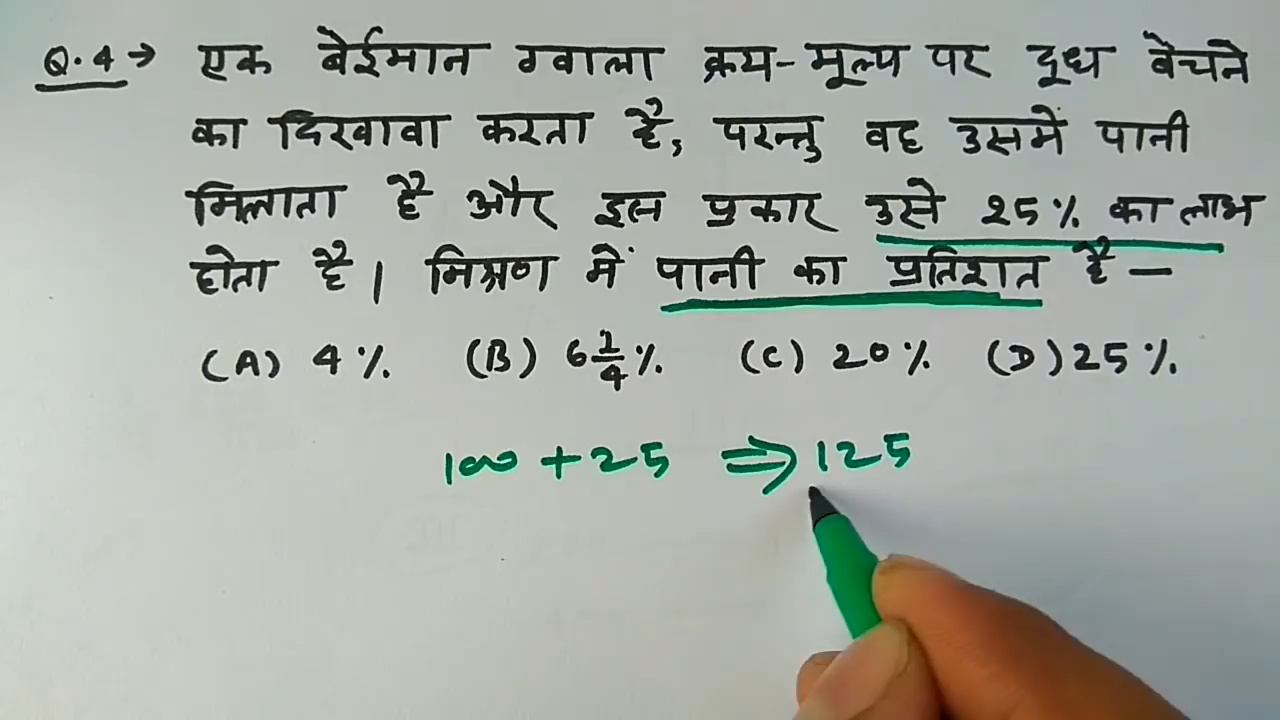 Q.4→ एक बेईमान ग्वाला क्रय-मूल्य पर दूध बेचने
का दिखावा करता है, परन्तु वह उसमें पानी
मिलाता है और इस प्रकार उसे 25% का लाभ
होता है। मिश्रण में पानी का प्रतिशत है —
(A) 4%. (B) 6 1/4 %. (C) 20%. (D) 25%.
100 + 25 ⇒ 125